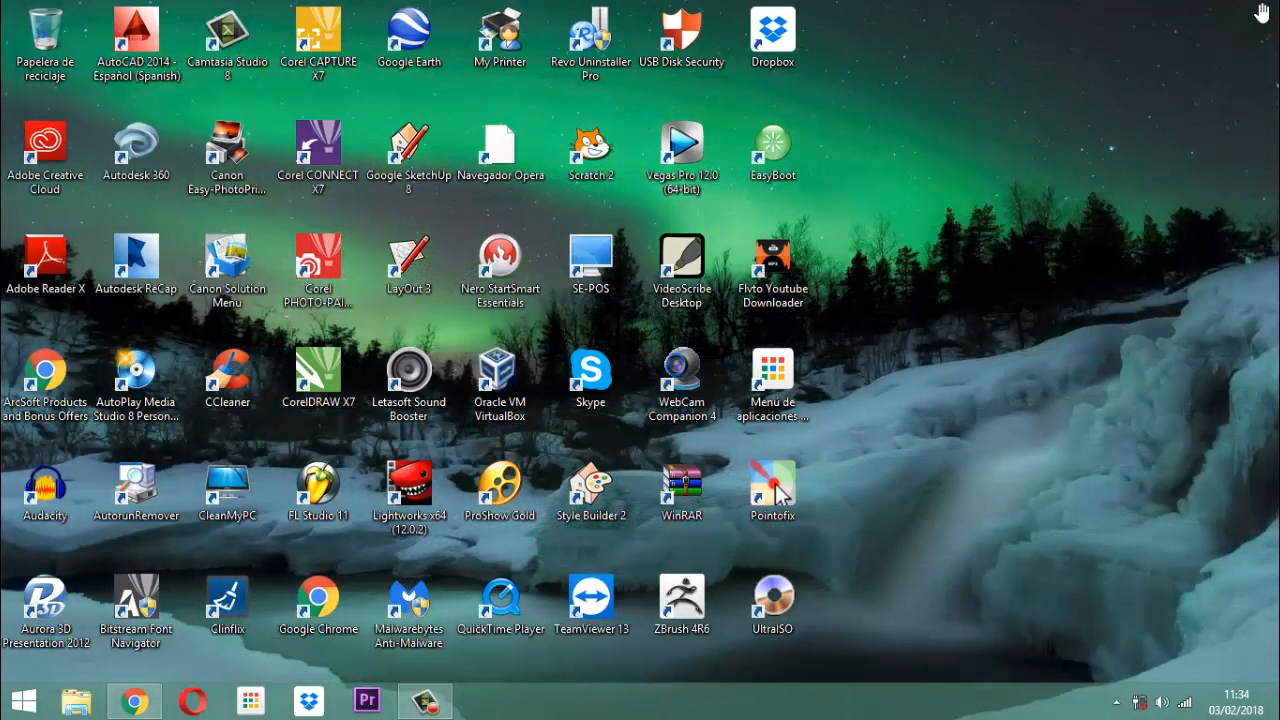 Papelera de
reciclaje
AutoCAD 2014 -
Español (Spanish)
Camtasia Studio
8
Corel CAPTURE
X7
Google Earth
My Printer
Revo Uninstaller
Pro
USB Disk Security
Dropbox
Adobe Creative
Cloud
Autodesk 360
Canon
Easy-PhotoPri...
Corel CONNECT
X7
Google SketchUp
8
Navegador Opera
Scratch 2
Vegas Pro 12.0
(64-bit)
EasyBoot
Adobe Reader X
Autodesk ReCap
Canon Solution
Menu
Corel
PHOTO-PAI...
LayOut 3
Nero StartSmart
Essentials
SE-POS
VideoScribe
Desktop
Flvto Youtube
Downloader
ArcSoft Products
and Bonus Offers
AutoPlay Media
Studio 8 Person...
CCleaner
CorelDRAW X7
Letasoft Sound
Booster
Oracle VM
VirtualBox
Skype
WebCam
Companion 4
Menú de
aplicaciones ...
Audacity
AutorunRemover
CleanMyPC
FL Studio 11
Lightworks x64
(12.0.2)
ProShow Gold
Style Builder 2
WinRAR
Pointofix
Aurora 3D
Presentation 2012
Bitstream Font
Navigator
Clinflix
Google Chrome
Malwarebytes
Anti-Malware
QuickTime Player
TeamViewer 13
ZBrush 4R6
UltraISO
Pr
11:34
03/02/2018